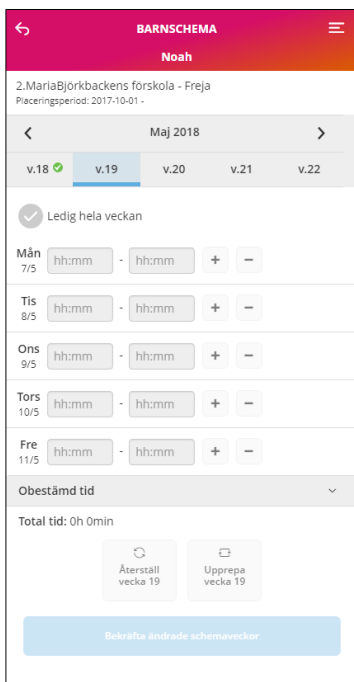 BARNSCHEMA
Noah
2.MariaBjörkbackens förskola - Freja
Placeringsperiod: 2017-10-01 -
Maj 2018
v.18 v.19 v.20 v.21 v.22
Ledig hela veckan
Mån hh:mm - hh:mm + −
7/5
Tis hh:mm - hh:mm + −
8/5
Ons hh:mm - hh:mm + −
9/5
Tors hh:mm - hh:mm + −
10/5
Fre hh:mm - hh:mm + −
11/5
Obestämd tid
Total tid: 0h 0min
Återställ Upprepa
vecka 19 vecka 19
Bekräfta ändrade schemaveckor